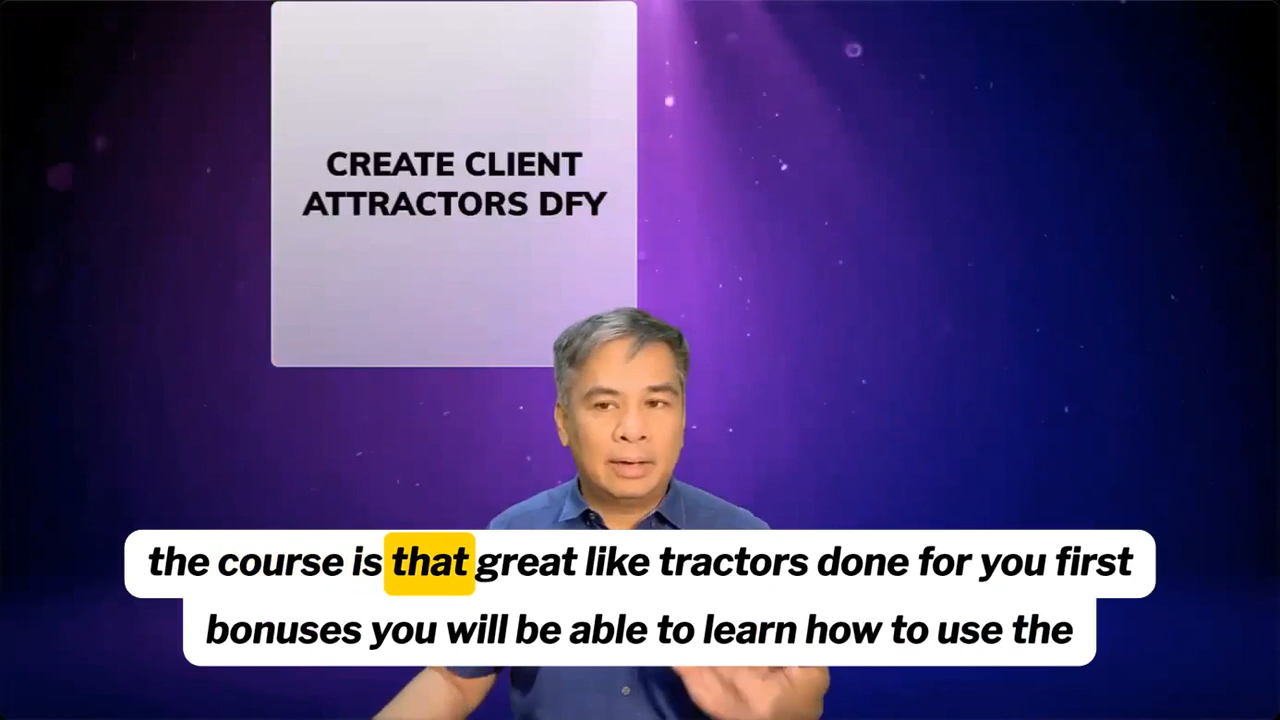 CREATE CLIENT
ATTRACTORS DFY
the course is that great like tractors done for you first
bonuses you will be able to learn how to use the